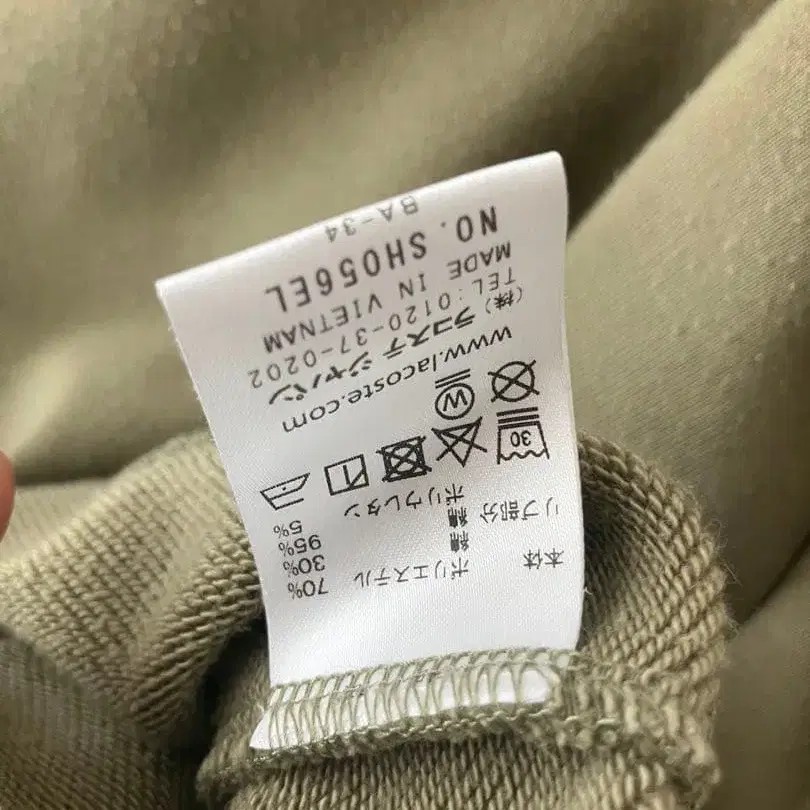 本体 ポリエステル 70%
綿 30%
リブ部分 綿 95%
ポリウレタン 5%
30
W
www.lacoste.com
(株)ラコステ ジャパン
TEL:0120-37-0202
MADE IN VIETNAM
NO. SH056EL
BA-34